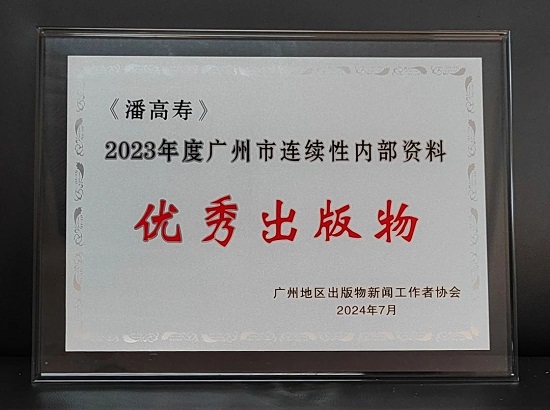 《潘高寿》
2023年度广州市连续性内部资料
优秀出版物
广州地区出版物新闻工作者协会
2024年7月